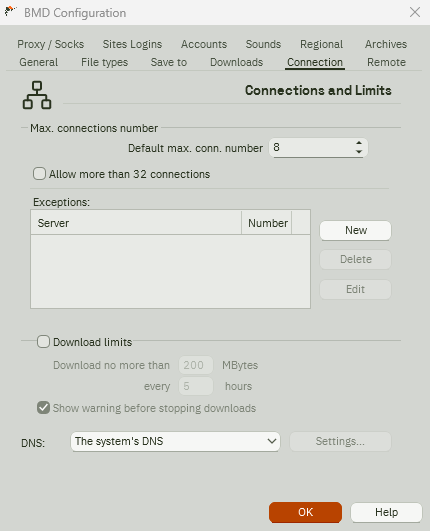 BMD Configuration
Proxy / Socks Sites Logins Accounts Sounds Regional Archives
General File types Save to Downloads Connection Remote
Connections and Limits
Max. connections number
Default max. conn. number 8
Allow more than 32 connections
Exceptions:
Server Number
New
Delete
Edit
Download limits
Download no more than 200 MBytes
every 5 hours
Show warning before stopping downloads
DNS: The system's DNS Settings...
OK Help